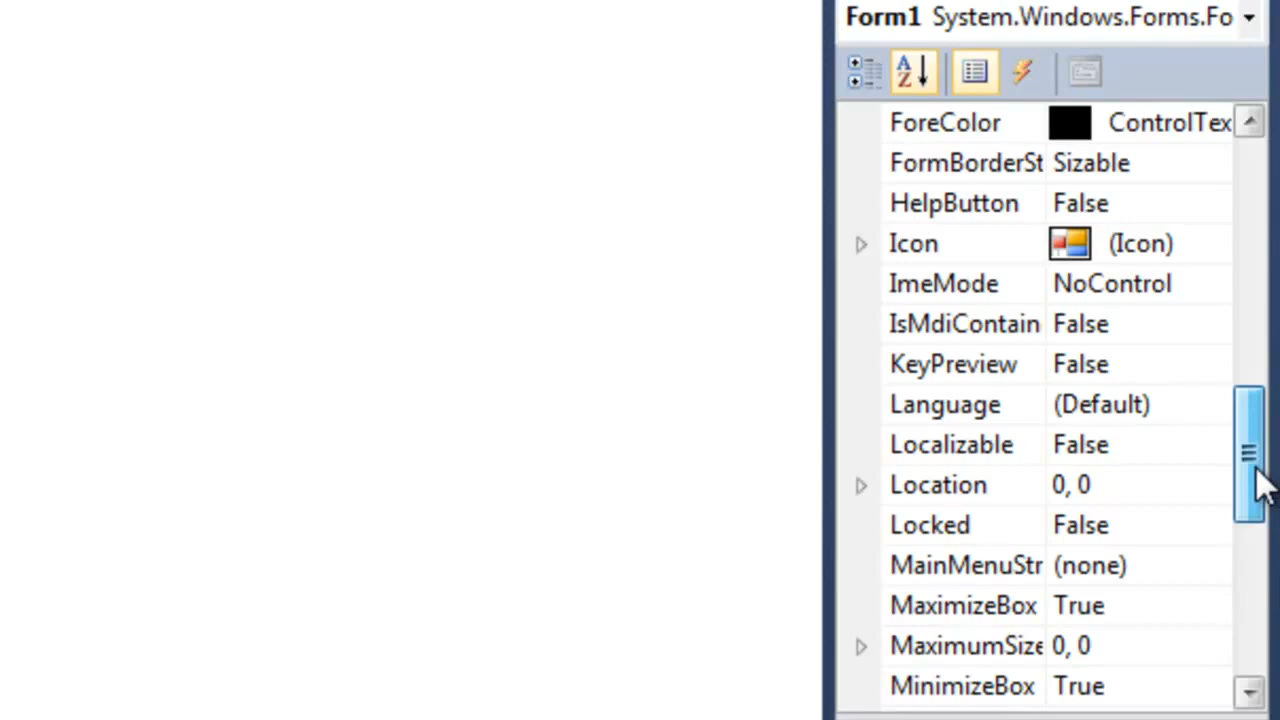 Form1 System.Windows.Forms.Fo
A
Z
ForeColor ControlTex
FormBorderSt Sizable
HelpButton False
Icon (Icon)
ImeMode NoControl
IsMdiContain False
KeyPreview False
Language (Default)
Localizable False
Location 0, 0
Locked False
MainMenuStr (none)
MaximizeBox True
MaximumSize 0, 0
MinimizeBox True